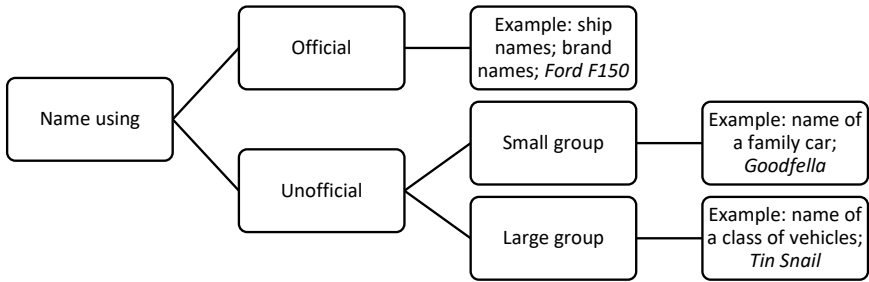 Official
Example: ship
names; brand
names; Ford F150
Name using
Unofficial
Small group
Example: name of
a family car;
Goodfella
Large group
Example: name of
a class of vehicles;
Tin Snail